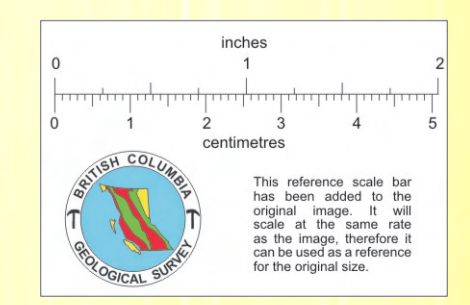 inches
0 1 2
0 1 2 3 4 5
centimetres
BRITISH COLUMBIA
GEOLOGICAL SURVEY
This reference scale bar
has been added to the
original image. It will
scale at the same rate
as the image, therefore it
can be used as a reference
for the original size.